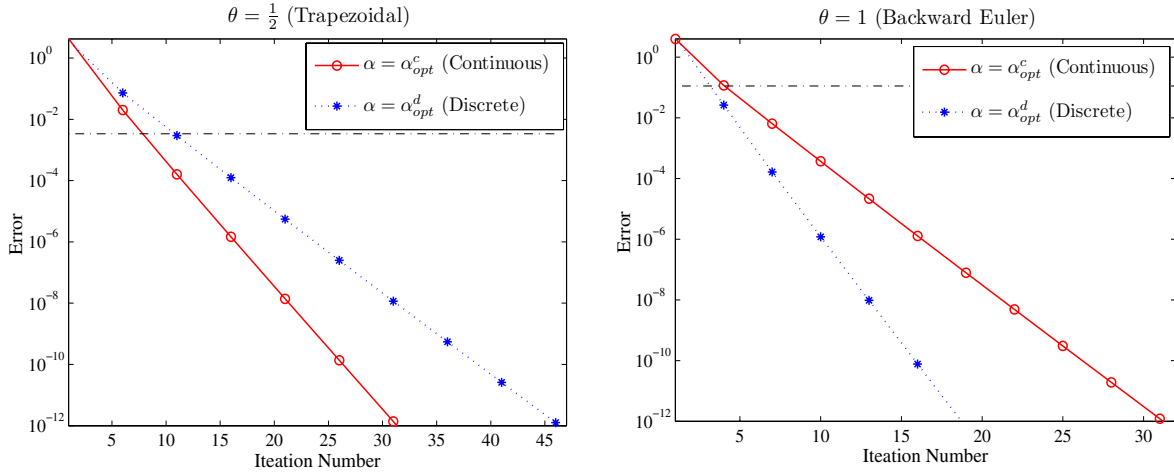 θ = 1/2 (Trapezoidal)
α = α^c_opt (Continuous)
α = α^d_opt (Discrete)
Error
10^0
10^-2
10^-4
10^-6
10^-8
10^-10
10^-12
5 10 15 20 25 30 35 40 45
Iteation Number
θ = 1 (Backward Euler)
α = α^c_opt (Continuous)
α = α^d_opt (Discrete)
Error
10^0
10^-2
10^-4
10^-6
10^-8
10^-10
10^-12
5 10 15 20 25 30
Iteation Number